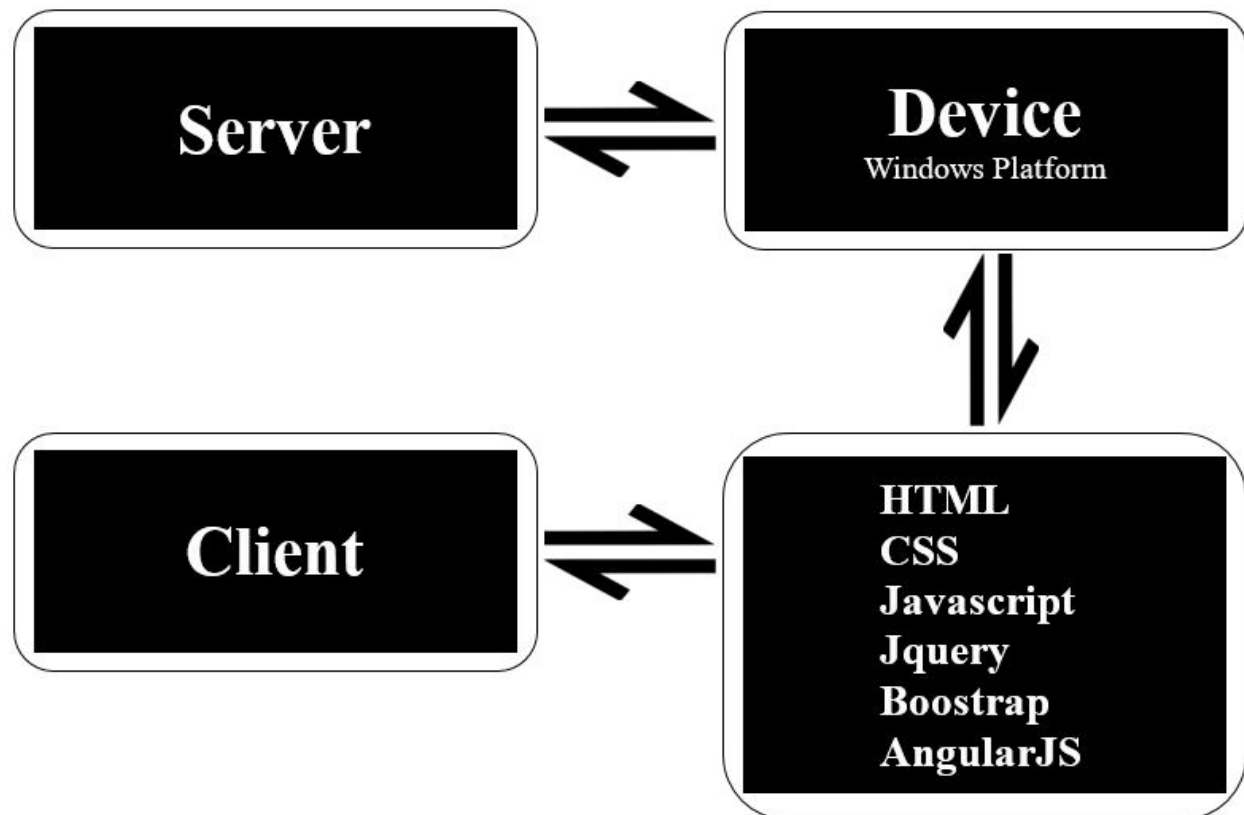 Server
Device
Windows Platform
Client
HTML
CSS
Javascript
Jquery
Boostrap
AngularJS